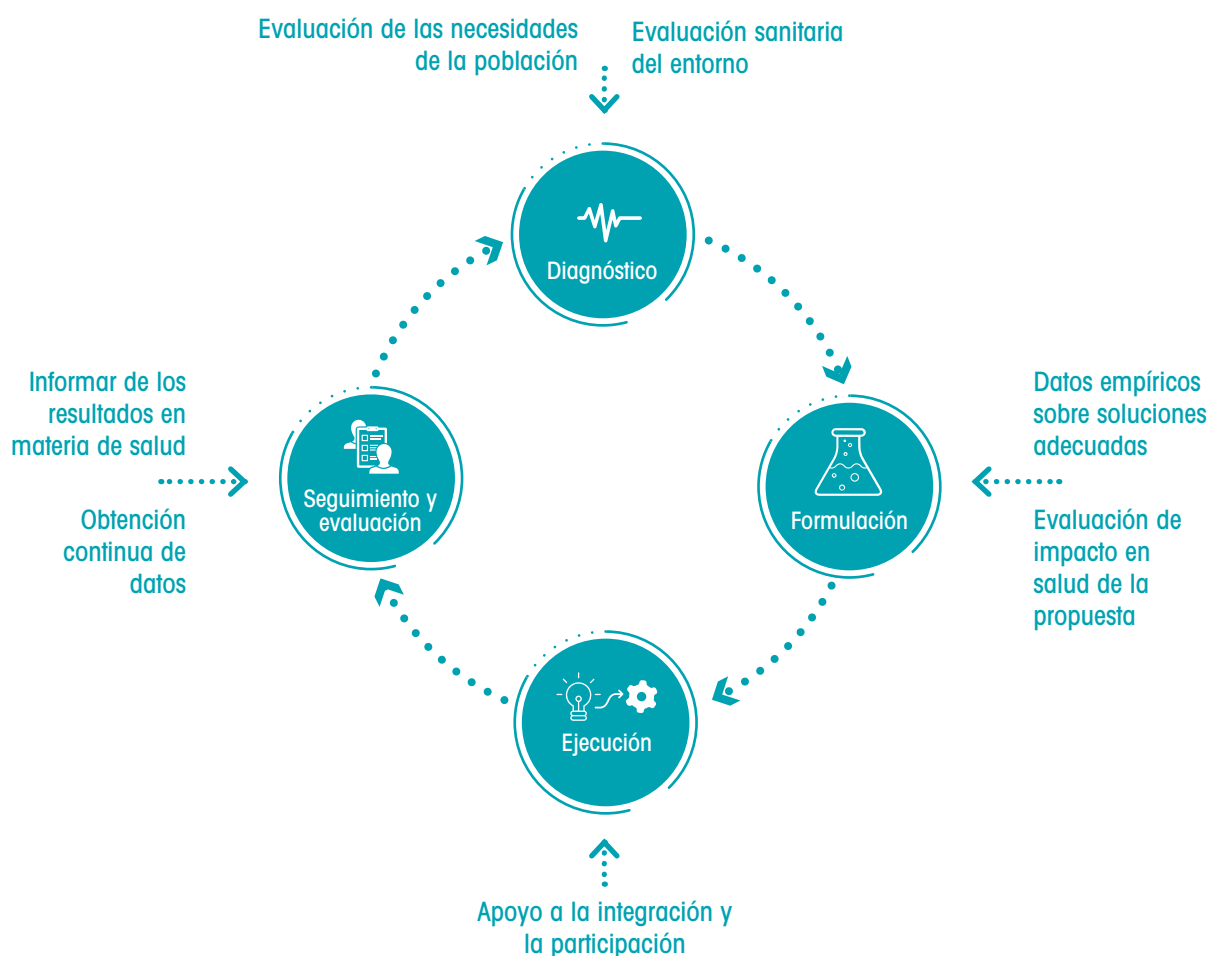 Evaluación de las necesidades
de la población
Evaluación sanitaria
del entorno
Diagnóstico
Informar de los
resultados en
materia de salud
Obtención
continua de
datos
Seguimiento y
evaluación
Formulación
Datos empíricos
sobre soluciones
adecuadas
Evaluación de
impacto en
salud de la
propuesta
Ejecución
Apoyo a la integración y
la participación